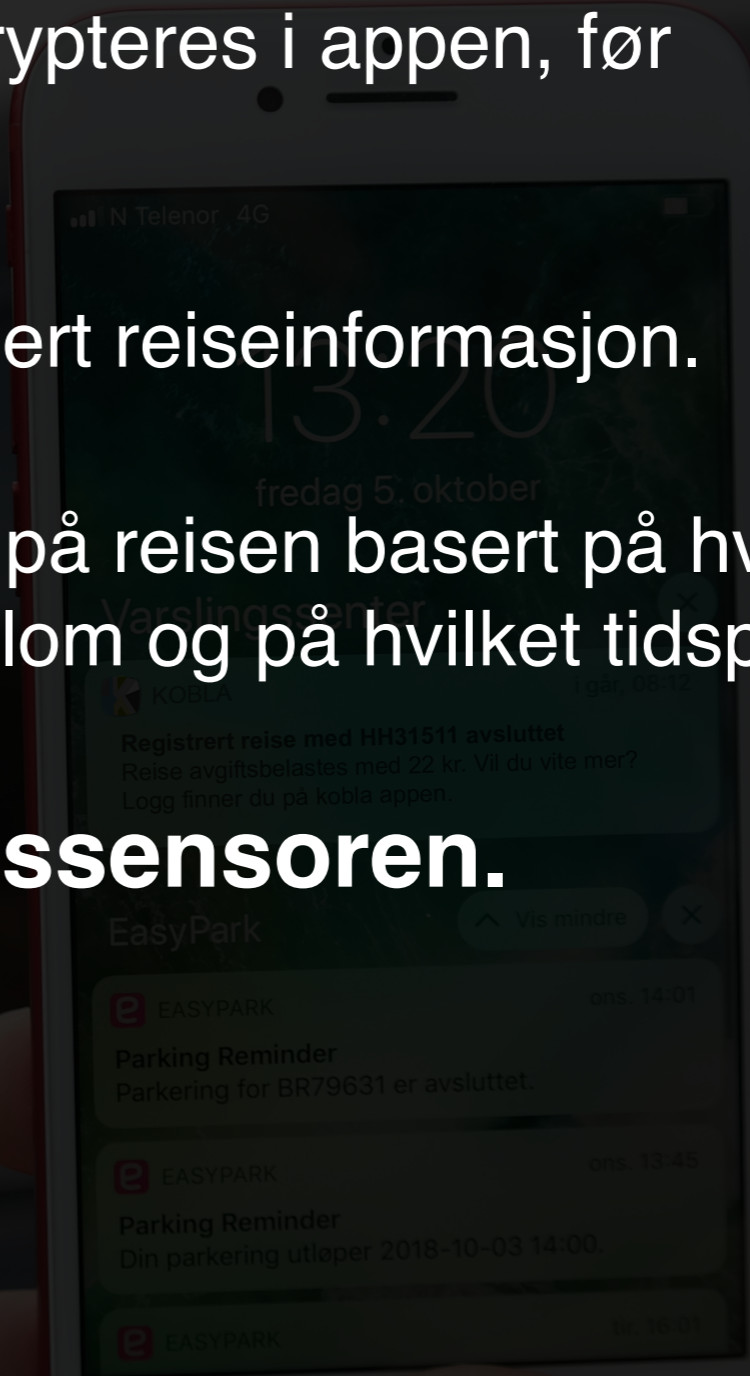 rypteres i appen, før
N Telenor 4G
ert reiseinformasjon.
13:20
fredag 5. oktober
på reisen basert på hv
Varslingssenter
lom og på hvilket tidsp
KOBLA
I går, 08:12
Registrert reise med HH31511 avsluttet
Reise avgiftsbelastes med 22 kr. Vil du vite mer?
Logg finner du på kobla appen.
ssensoren.
EasyPark
Vis mindre
EASYPARK
ons. 14:01
Parking Reminder
Parkering for BR79631 er avsluttet.
EASYPARK
ons. 13:45
Parking Reminder
Din parkering utløper 2018-10-03 14:00.
EASYPARK
16:01